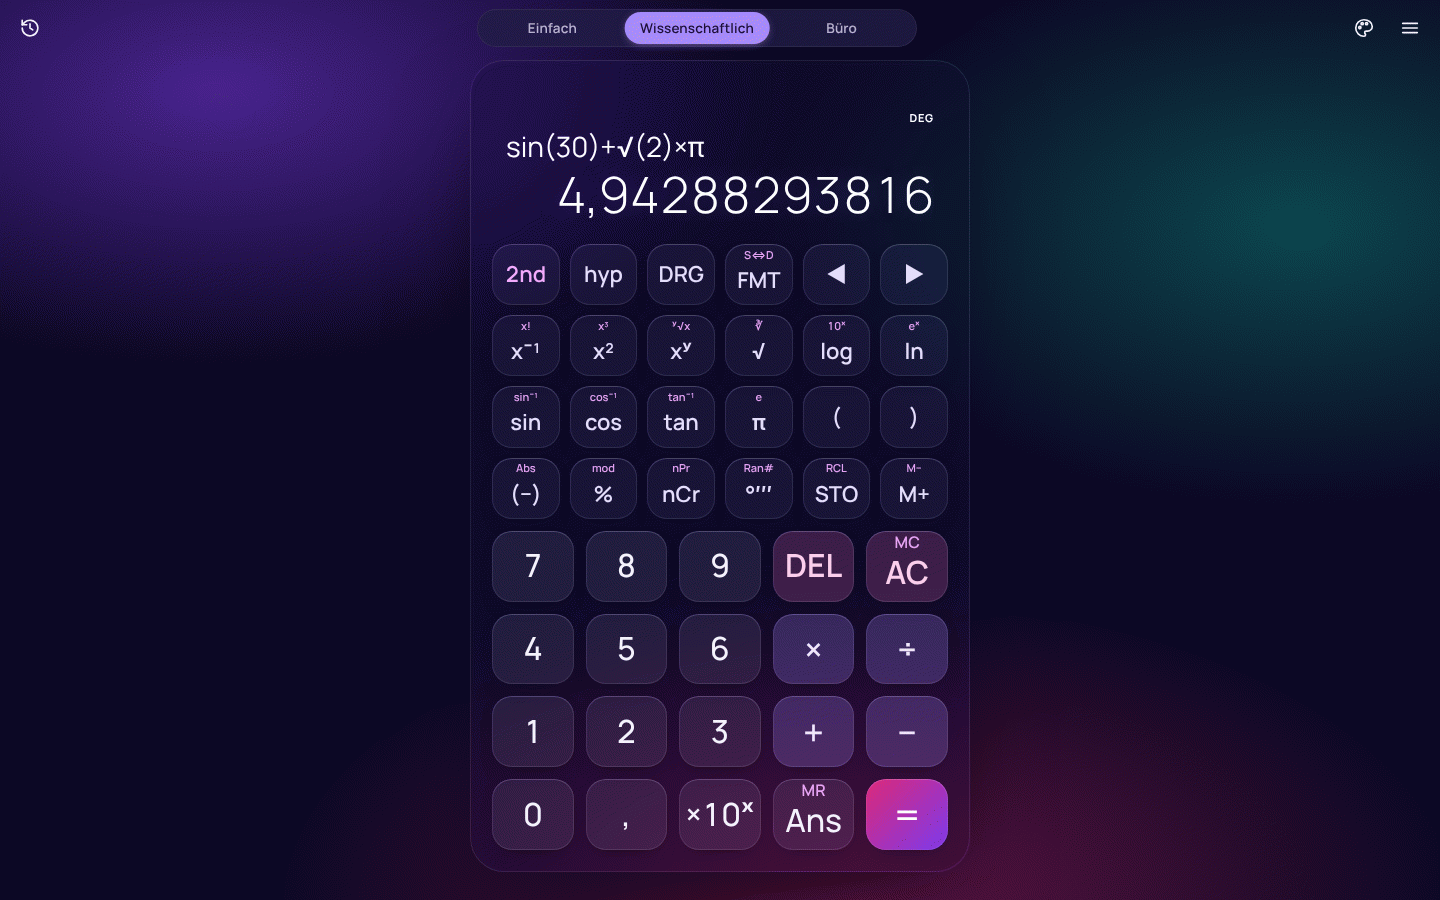 Einfach Wissenschaftlich Büro
DEG
sin(30)+√(2)×π
4,94288293816
S⇔D
2nd hyp DRG FMT ◀ ▶
x! x³ ʸ√x ∛ 10ˣ eˣ
x⁻¹ x² xʸ √ log ln
sin⁻¹ cos⁻¹ tan⁻¹ e
sin cos tan π ( )
Abs mod nPr Ran# RCL M−
(−) % nCr °′″′ STO M+
MC
7 8 9 DEL AC
4 5 6 × ÷
1 2 3 + −
MR
0 , ×10ˣ Ans =